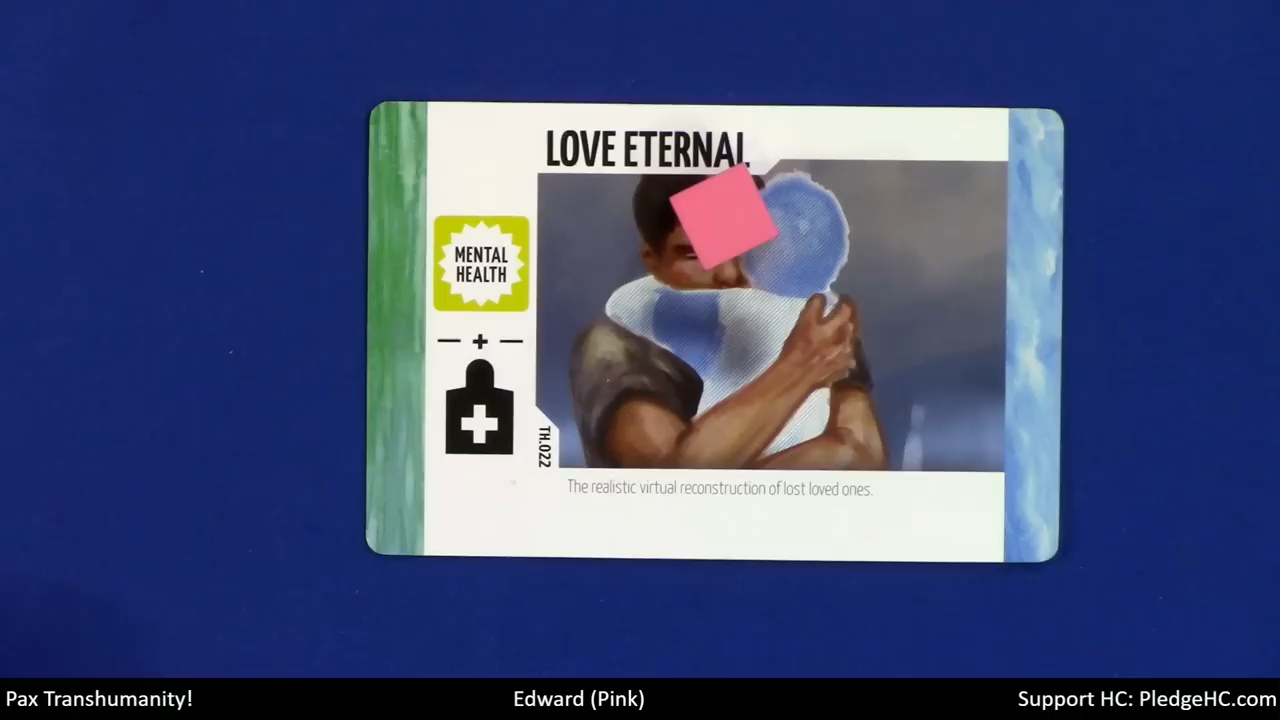 LOVE ETERNAL
MENTAL
HEALTH
TH.022
The realistic virtual reconstruction of lost loved ones.
Pax Transhumanity!
Edward (Pink)
Support HC: PledgeHC.com